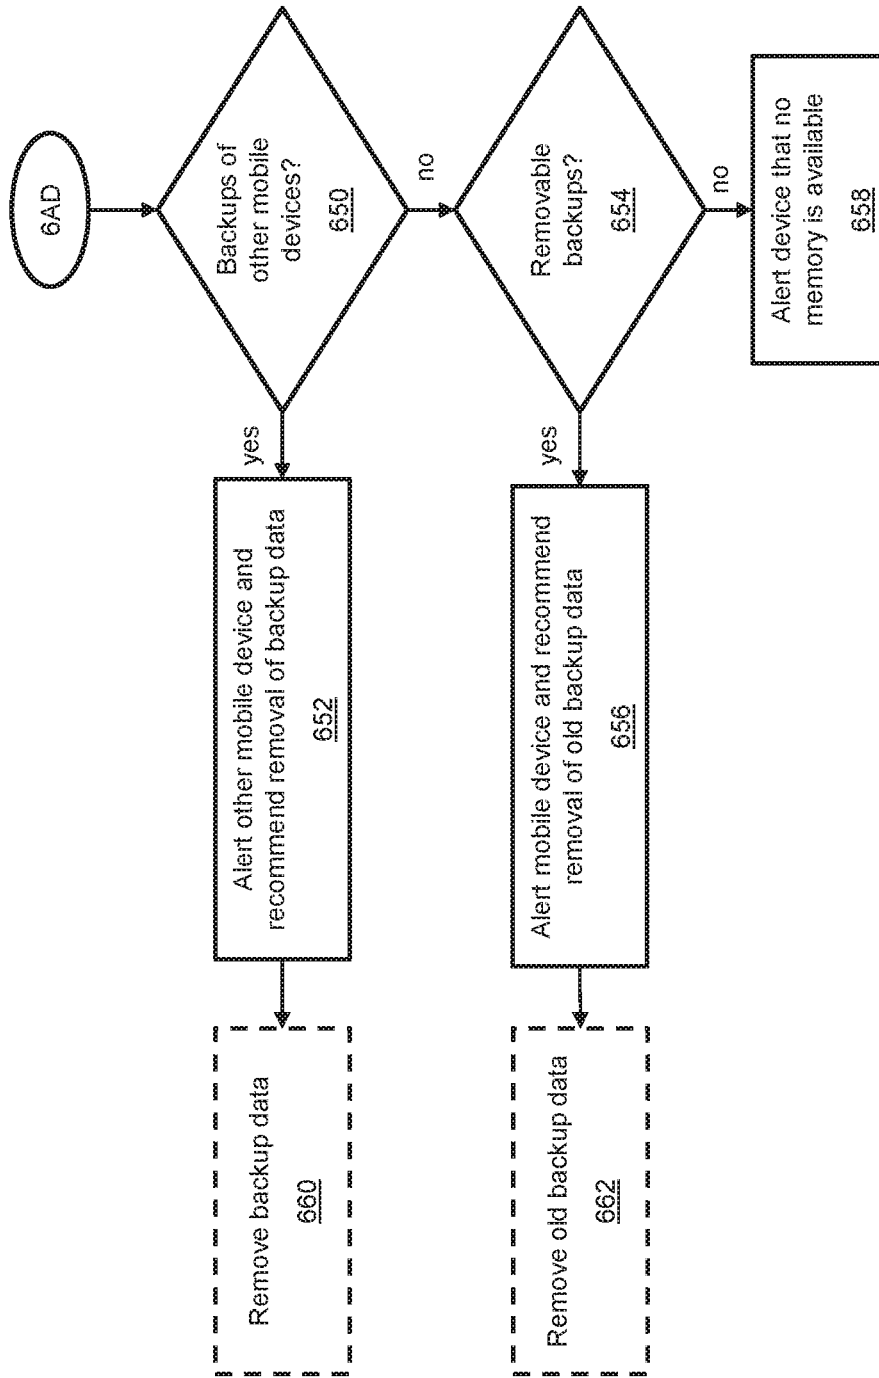 6AD
Backups of
other mobile
devices?
650
yes
no
Alert other mobile device and
recommend removal of backup data
652
Remove backup data
660
Removable
backups?
654
yes
no
Alert mobile device and recommend
removal of old backup data
656
Remove old backup data
662
Alert device that no
memory is available
658